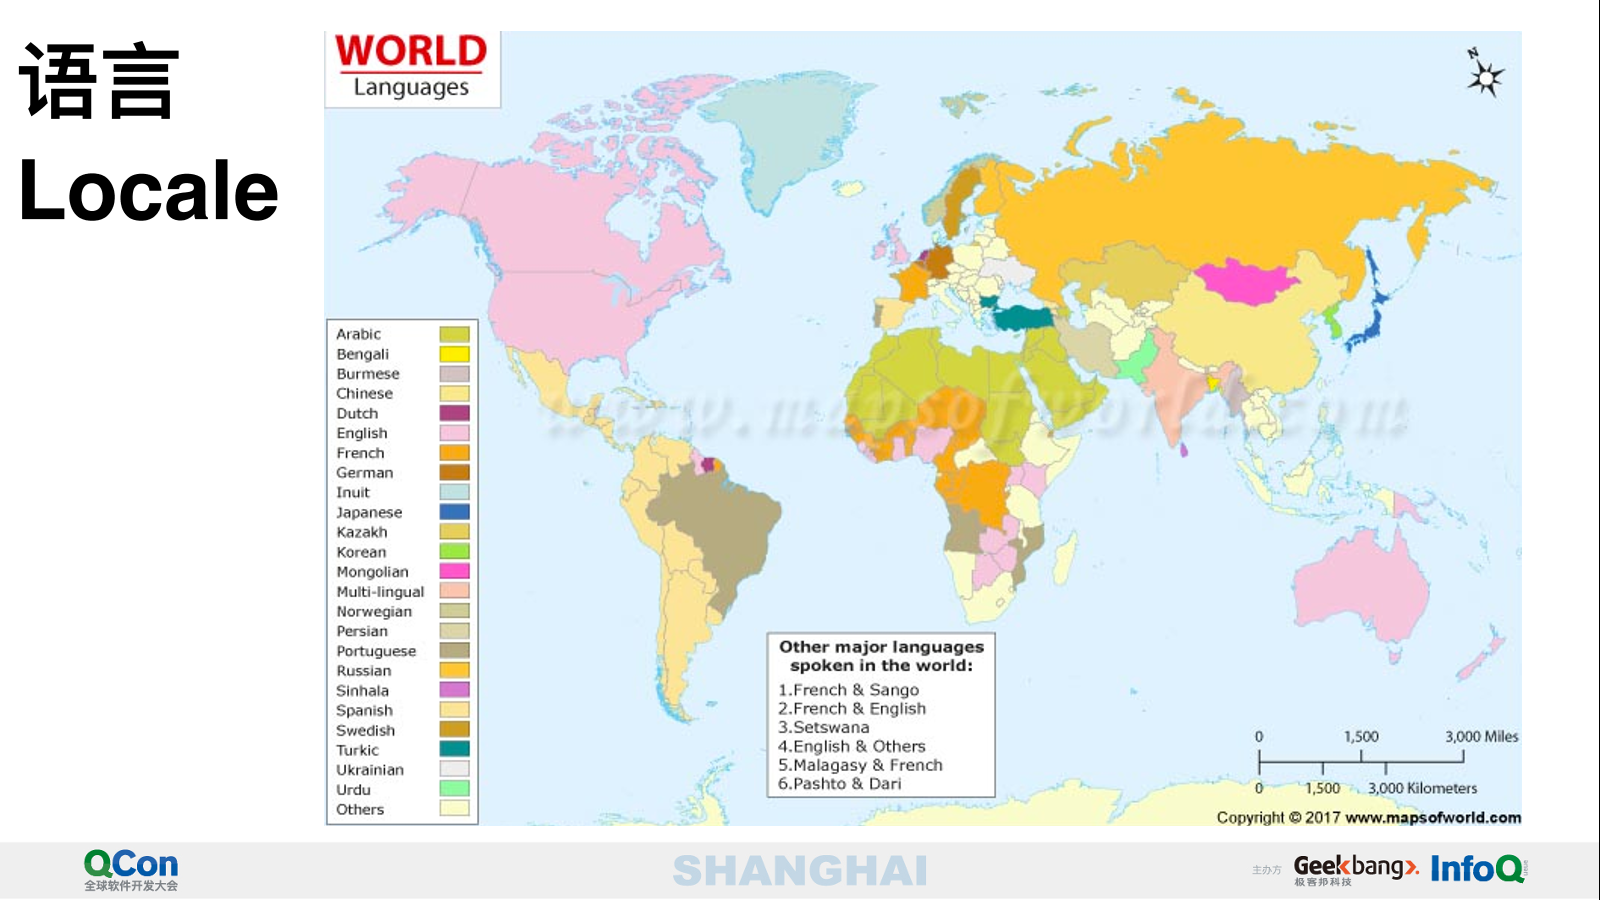 语言
Locale
WORLD
Languages
N
Arabic
Bengali
Burmese
Chinese
Dutch
English
French
German
Inuit
Japanese
Kazakh
Korean
Mongolian
Multi-lingual
Norwegian
Persian
Portuguese
Russian
Sinhala
Spanish
Swedish
Turkic
Ukrainian
Urdu
Others
www.mapsofworld.com
Other major languages
spoken in the world:
1.French & Sango
2.French & English
3.Setswana
4.English & Others
5.Malagasy & French
6.Pashto & Dari
0 1,500 3,000 Miles
0 1,500 3,000 Kilometers
Copyright © 2017 www.mapsofworld.com
QCon
全球软件开发大会
SHANGHAI
主办方
Geekbang>.
极客邦科技
InfoQ